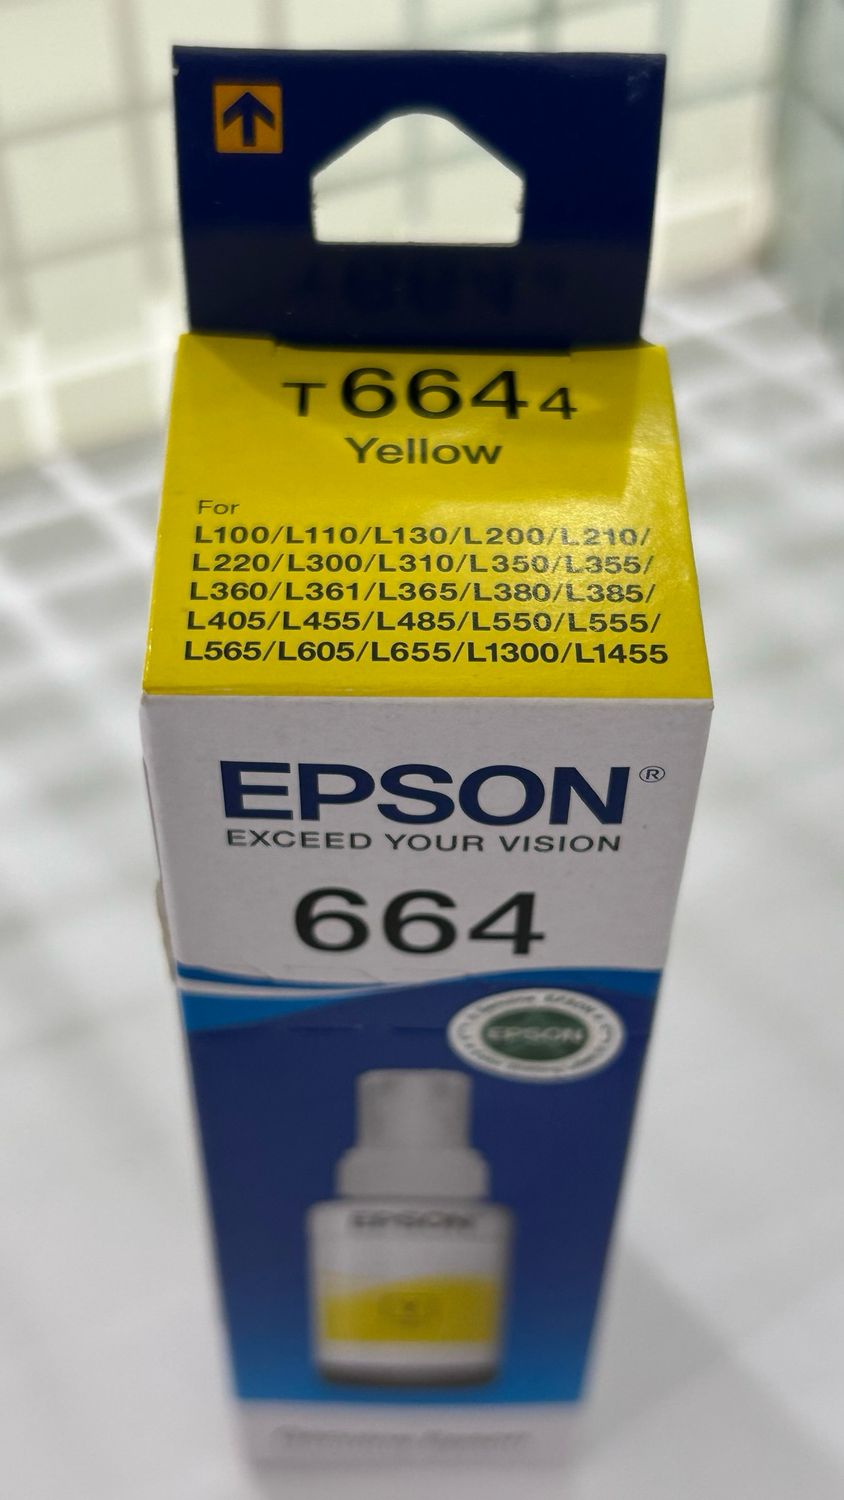 T6644
Yellow
For
L100/L110/L130/L200/L210/
L220/L300/L310/L350/L355/
L360/L361/L365/L380/L385/
L405/L455/L485/L550/L555/
L565/L605/L655/L1300/L1455
EPSON®
EXCEED YOUR VISION
664
EPSON
EPSON